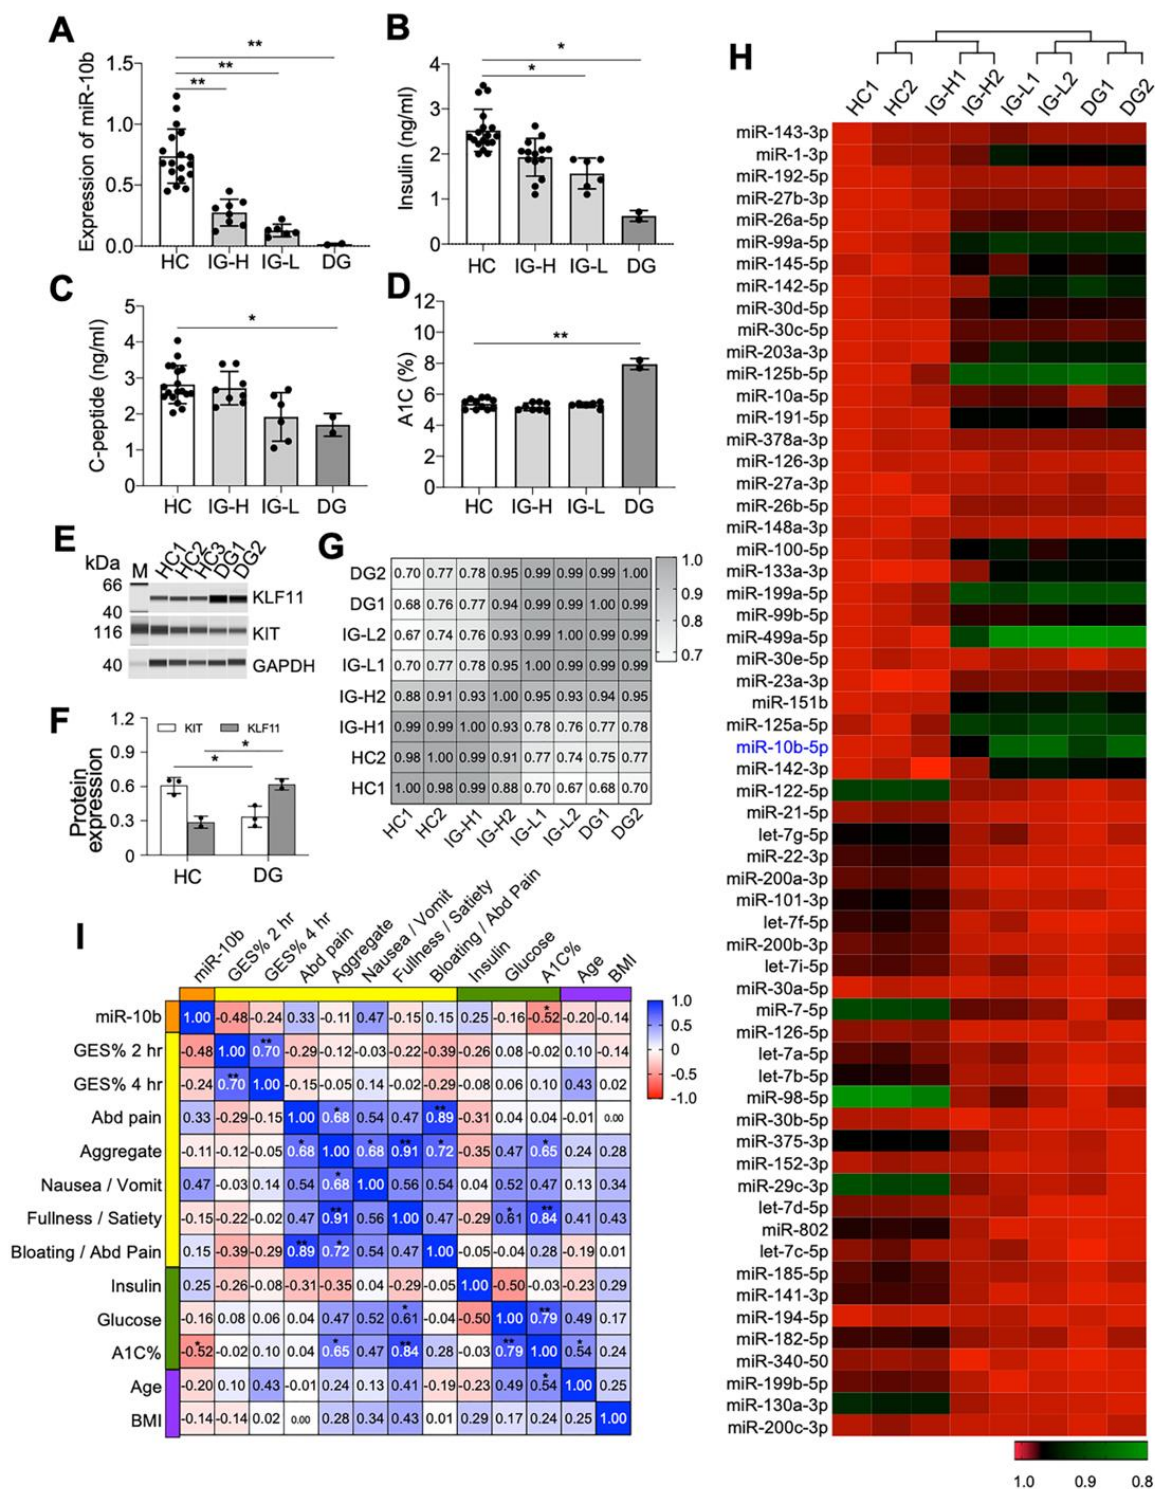 A
Expression of miR-10b
1.5
1.0
0.5
0.0
**
**
**
HC IG-H IG-L DG
B
Insulin (ng/ml)
4
3
2
1
0
*
*
HC IG-H IG-L DG
C
C-peptide (ng/ml)
5
4
3
2
1
0
*
HC IG-H IG-L DG
D
A1C (%)
12
10
8
6
4
2
0
**
HC IG-H IG-L DG
E
kDa M HC1 HC2 HC3 DG1 DG2
66
40 KLF11
116 KIT
40 GAPDH
F
Protein expression
1.2
0.9
0.6
0.3
0
KIT KLF11
*
*
HC DG
G
DG2 0.70 0.77 0.78 0.95 0.99 0.99 0.99 1.00
DG1 0.68 0.76 0.77 0.94 0.99 0.99 1.00 0.99
IG-L2 0.67 0.74 0.76 0.93 0.99 1.00 0.99 0.99
IG-L1 0.70 0.77 0.78 0.95 1.00 0.99 0.99 0.99
IG-H2 0.88 0.91 0.93 1.00 0.95 0.93 0.94 0.95
IG-H1 0.99 0.99 1.00 0.93 0.78 0.76 0.77 0.78
HC2 0.98 1.00 0.99 0.91 0.77 0.74 0.75 0.77
HC1 1.00 0.98 0.99 0.88 0.70 0.67 0.68 0.70
HC1 HC2 IG-H1 IG-H2 IG-L1 IG-L2 DG1 DG2
1.0
0.9
0.8
0.7
H
HC1 HC2 IG-H1 IG-H2 IG-L1 IG-L2 DG1 DG2
miR-143-3p
miR-1-3p
miR-192-5p
miR-27b-3p
miR-26a-5p
miR-99a-5p
miR-145-5p
miR-142-5p
miR-30d-5p
miR-30c-5p
miR-203a-3p
miR-125b-5p
miR-10a-5p
miR-191-5p
miR-378a-3p
miR-126-3p
miR-27a-3p
miR-26b-5p
miR-148a-3p
miR-100-5p
miR-133a-3p
miR-199a-5p
miR-99b-5p
miR-499a-5p
miR-30e-5p
miR-23a-3p
miR-151b
miR-125a-5p
miR-10b-5p
miR-142-3p
miR-122-5p
miR-21-5p
let-7g-5p
miR-22-3p
miR-200a-3p
miR-101-3p
let-7f-5p
miR-200b-3p
let-7i-5p
miR-30a-5p
miR-7-5p
miR-126-5p
let-7a-5p
let-7b-5p
miR-98-5p
miR-30b-5p
miR-375-3p
miR-152-3p
miR-29c-3p
let-7d-5p
miR-802
let-7c-5p
miR-185-5p
miR-141-3p
miR-194-5p
miR-182-5p
miR-340-50
miR-199b-5p
miR-130a-3p
miR-200c-3p
1.0 0.9 0.8
I
miR-10b GES% 2 hr GES% 4 hr Abd pain Aggregate Nausea / Vomit Fullness / Satiety Bloating / Abd Pain Insulin Glucose A1C% Age BMI
miR-10b 1.00 -0.48 -0.24 0.33 -0.11 0.47 -0.15 0.15 0.25 -0.16 *-0.52 -0.20 -0.14
GES% 2 hr -0.48 1.00 **0.70 -0.29 -0.12 -0.03 -0.22 -0.39 -0.26 0.08 -0.02 0.10 -0.14
GES% 4 hr -0.24 **0.70 1.00 -0.15 -0.05 0.14 -0.02 -0.29 -0.08 0.06 0.10 0.43 0.02
Abd pain 0.33 -0.29 -0.15 1.00 *0.68 0.54 0.47 **0.89 -0.31 0.04 0.04 -0.01 0.00
Aggregate -0.11 -0.12 -0.05 *0.68 1.00 *0.68 **0.91 *0.72 -0.35 0.47 *0.65 0.24 0.28
Nausea / Vomit 0.47 -0.03 0.14 0.54 *0.68 1.00 0.56 0.54 0.04 0.52 0.47 0.13 0.34
Fullness / Satiety -0.15 -0.22 -0.02 0.47 **0.91 0.56 1.00 0.47 -0.29 *0.61 **0.84 0.41 0.43
Bloating / Abd Pain 0.15 -0.39 -0.29 **0.89 *0.72 0.54 0.47 1.00 -0.05 -0.04 0.28 -0.19 0.01
Insulin 0.25 -0.26 -0.08 -0.31 -0.35 0.04 -0.29 -0.05 1.00 -0.50 -0.03 -0.23 0.29
Glucose -0.16 0.08 0.06 0.04 0.47 0.52 *0.61 -0.04 -0.50 1.00 **0.79 0.49 0.17
A1C% *-0.52 -0.02 0.10 0.04 *0.65 0.47 **0.84 0.28 -0.03 **0.79 1.00 *0.54 0.24
Age -0.20 0.10 0.43 -0.01 0.24 0.13 0.41 -0.19 -0.23 0.49 *0.54 1.00 0.25
BMI -0.14 -0.14 0.02 0.00 0.28 0.34 0.43 0.01 0.29 0.17 0.24 0.25 1.00
1.0
0.5
0
-0.5
-1.0